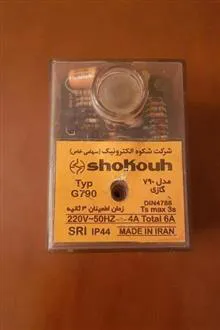 شرکت شکوه الکترونیک (سهامی خاص)
shokouh
Typ
G790
مدل ۷۹۰
گازی
DIN4788
زمان اطمینان ۳ ثانیه Ts max 3s
220V~50HZ 4A Total 6A
SRI IP44 MADE IN IRAN